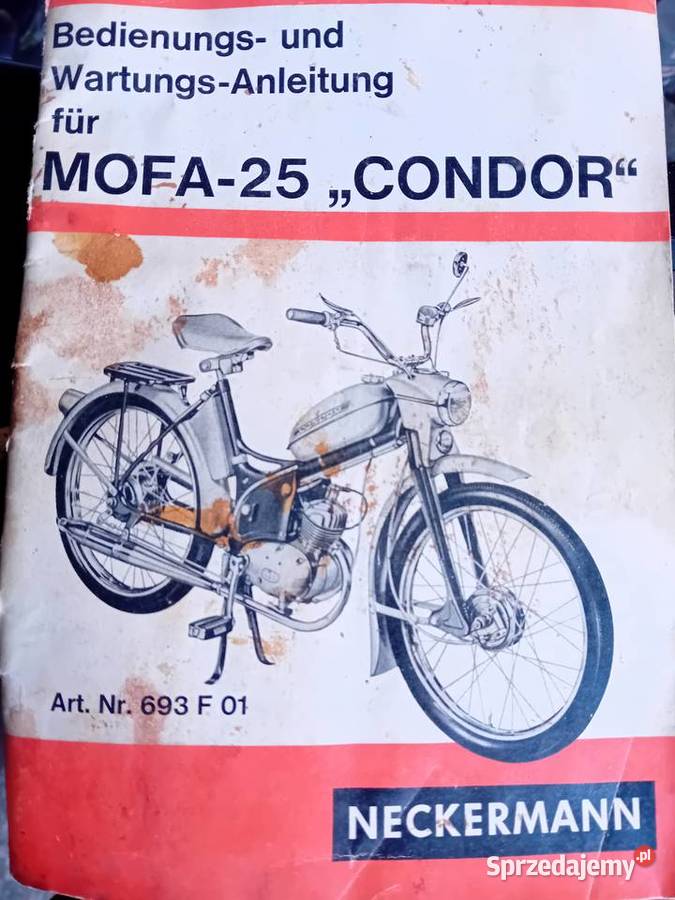 Bedienungs- und
Wartungs-Anleitung
für
MOFA-25 „CONDOR“
Art. Nr. 693 F 01
NECKERMANN
Sprzedajemy.pl